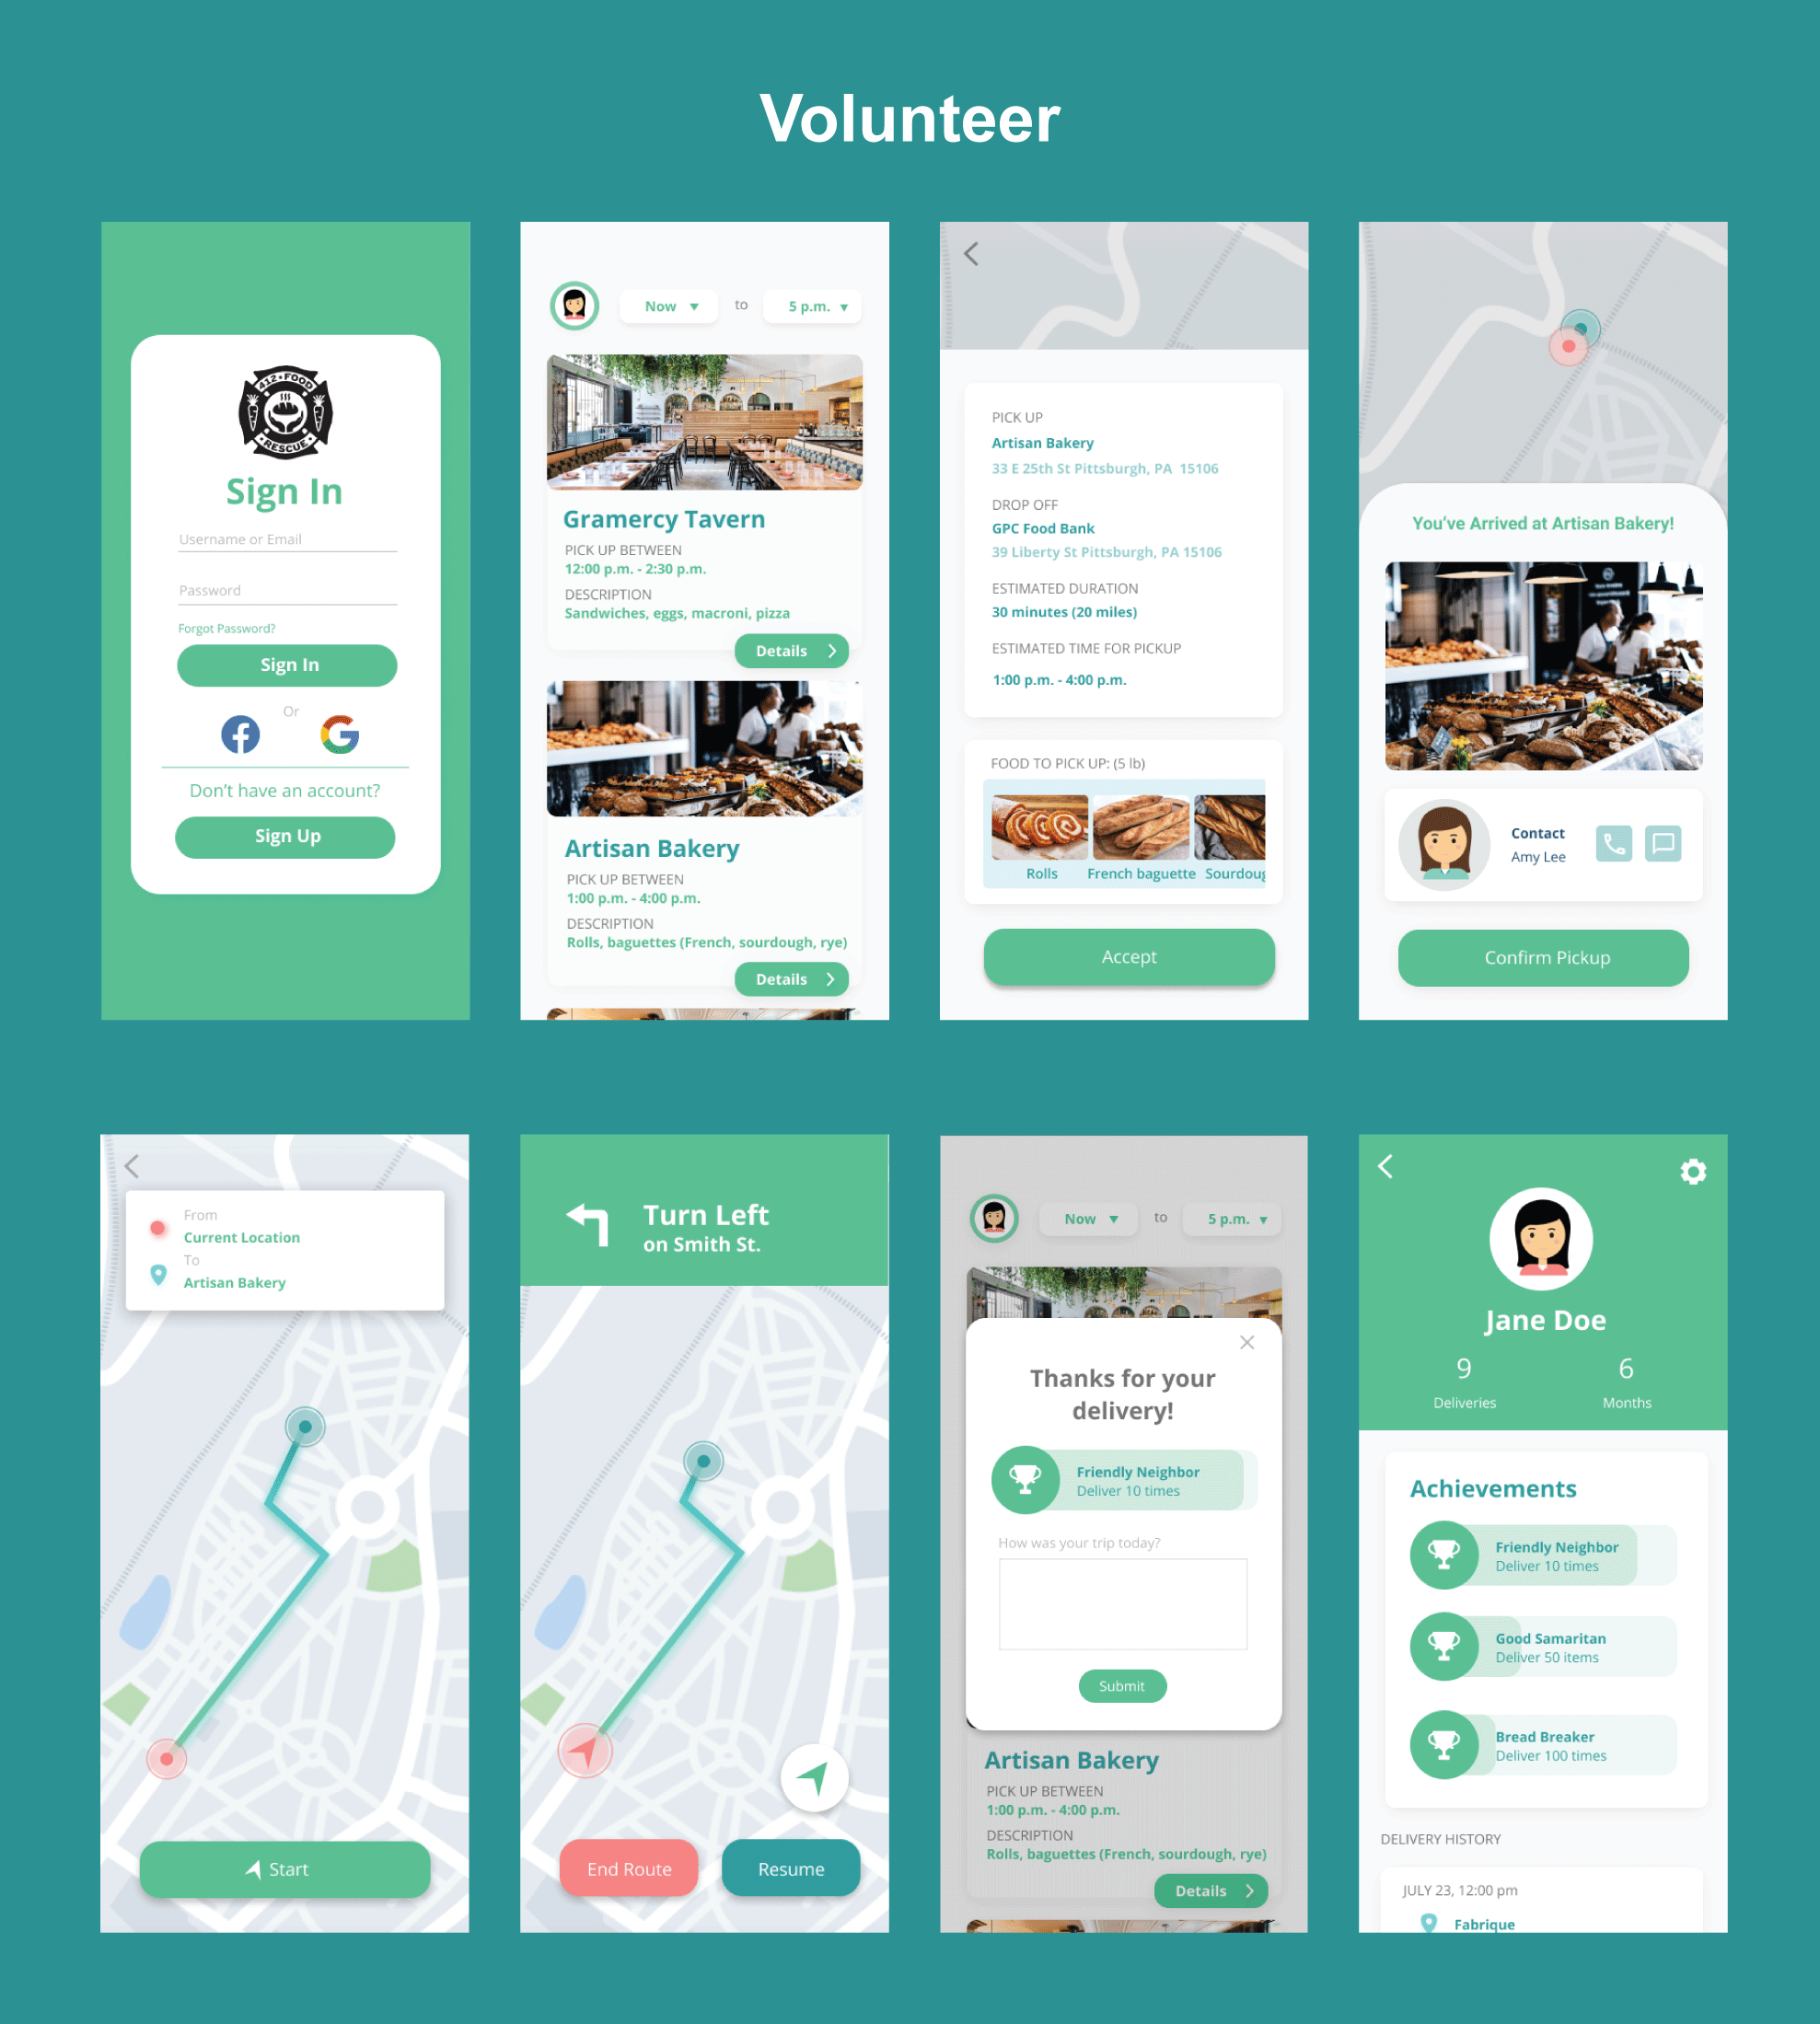 Volunteer
412 • FOOD
RESCUE
Sign In
Username or Email
Password
Forgot Password?
Sign In
Or
Don't have an account?
Sign Up
Now
to
5 p.m.
Gramercy Tavern
PICK UP BETWEEN
12:00 p.m. - 2:30 p.m.
DESCRIPTION
Sandwiches, eggs, macroni, pizza
Details
Artisan Bakery
PICK UP BETWEEN
1:00 p.m. - 4:00 p.m.
DESCRIPTION
Rolls, baguettes (French, sourdough, rye)
Details
PICK UP
Artisan Bakery
33 E 25th St Pittsburgh, PA 15106
DROP OFF
GPC Food Bank
39 Liberty St Pittsburgh, PA 15106
ESTIMATED DURATION
30 minutes (20 miles)
ESTIMATED TIME FOR PICKUP
1:00 p.m. - 4:00 p.m.
FOOD TO PICK UP: (5 lb)
Rolls French baguette Sourdoug
Accept
You've Arrived at Artisan Bakery!
Contact
Amy Lee
Confirm Pickup
From
Current Location
To
Artisan Bakery
Start
Turn Left
on Smith St.
End Route
Resume
Now
to
5 p.m.
Thanks for your
delivery!
Friendly Neighbor
Deliver 10 times
How was your trip today?
Submit
Artisan Bakery
PICK UP BETWEEN
1:00 p.m. - 4:00 p.m.
DESCRIPTION
Rolls, baguettes (French, sourdough, rye)
Details
Jane Doe
9 6
Deliveries Months
Achievements
Friendly Neighbor
Deliver 10 times
Good Samaritan
Deliver 50 items
Bread Breaker
Deliver 100 times
DELIVERY HISTORY
JULY 23, 12:00 pm
Fabrique